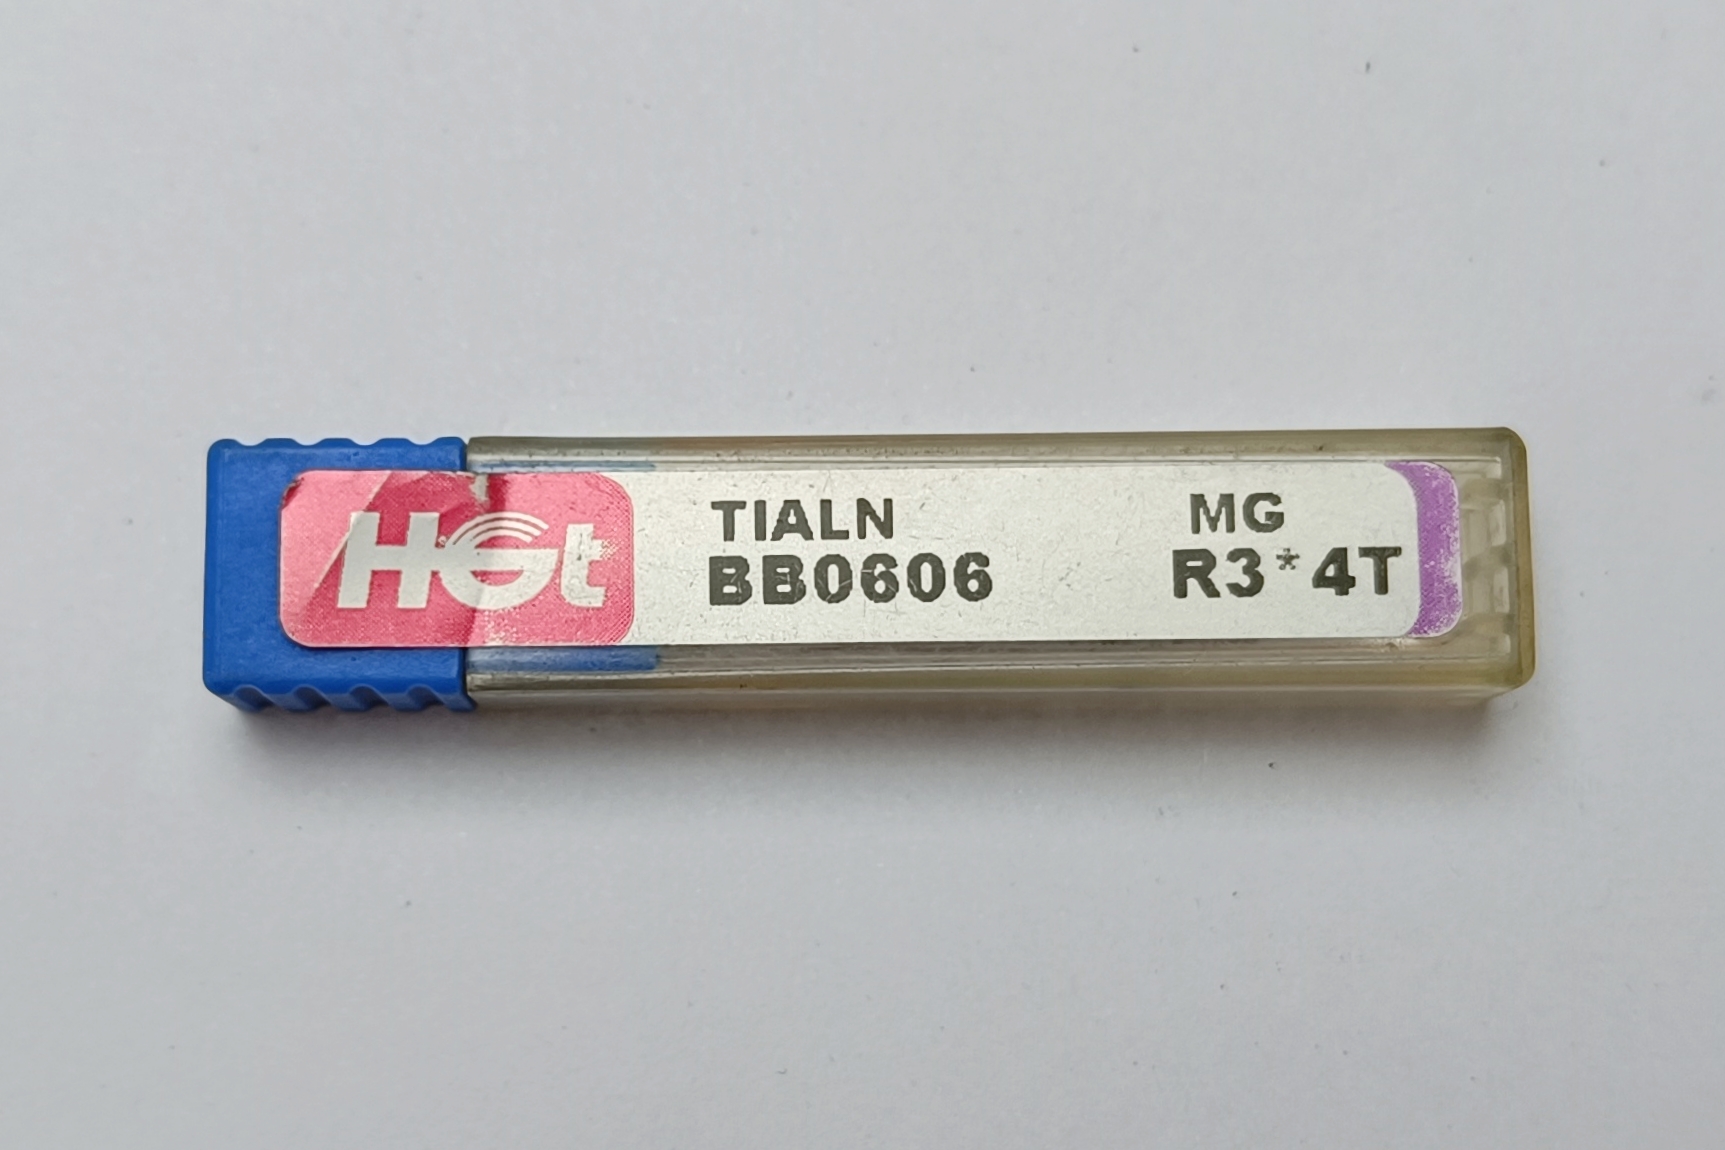 HGt
TIALN MG
BB0606 R3*4T